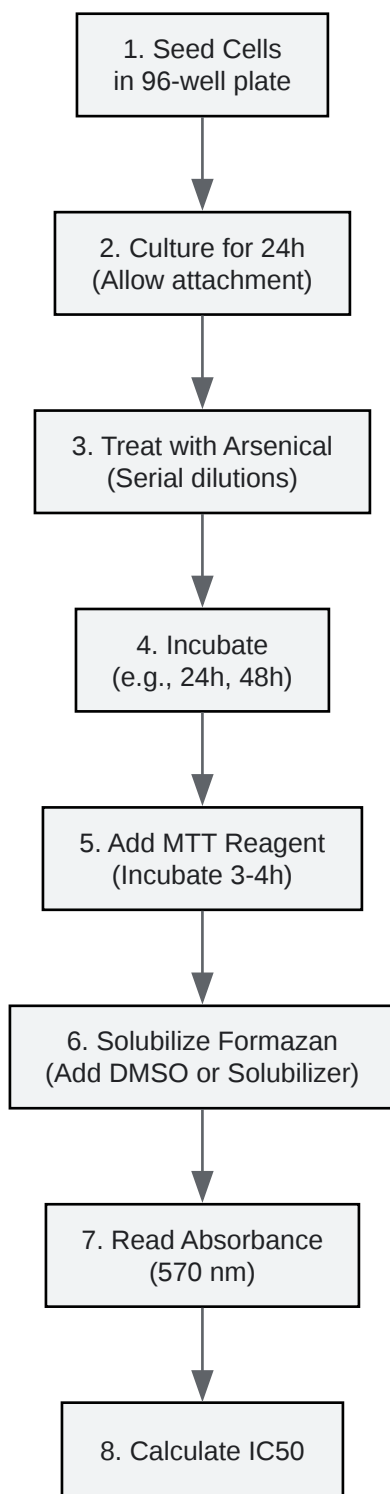 1. Seed Cells
in 96-well plate
2. Culture for 24h
(Allow attachment)
3. Treat with Arsenical
(Serial dilutions)
4. Incubate
(e.g., 24h, 48h)
5. Add MTT Reagent
(Incubate 3-4h)
6. Solubilize Formazan
(Add DMSO or Solubilizer)
7. Read Absorbance
(570 nm)
8. Calculate IC50